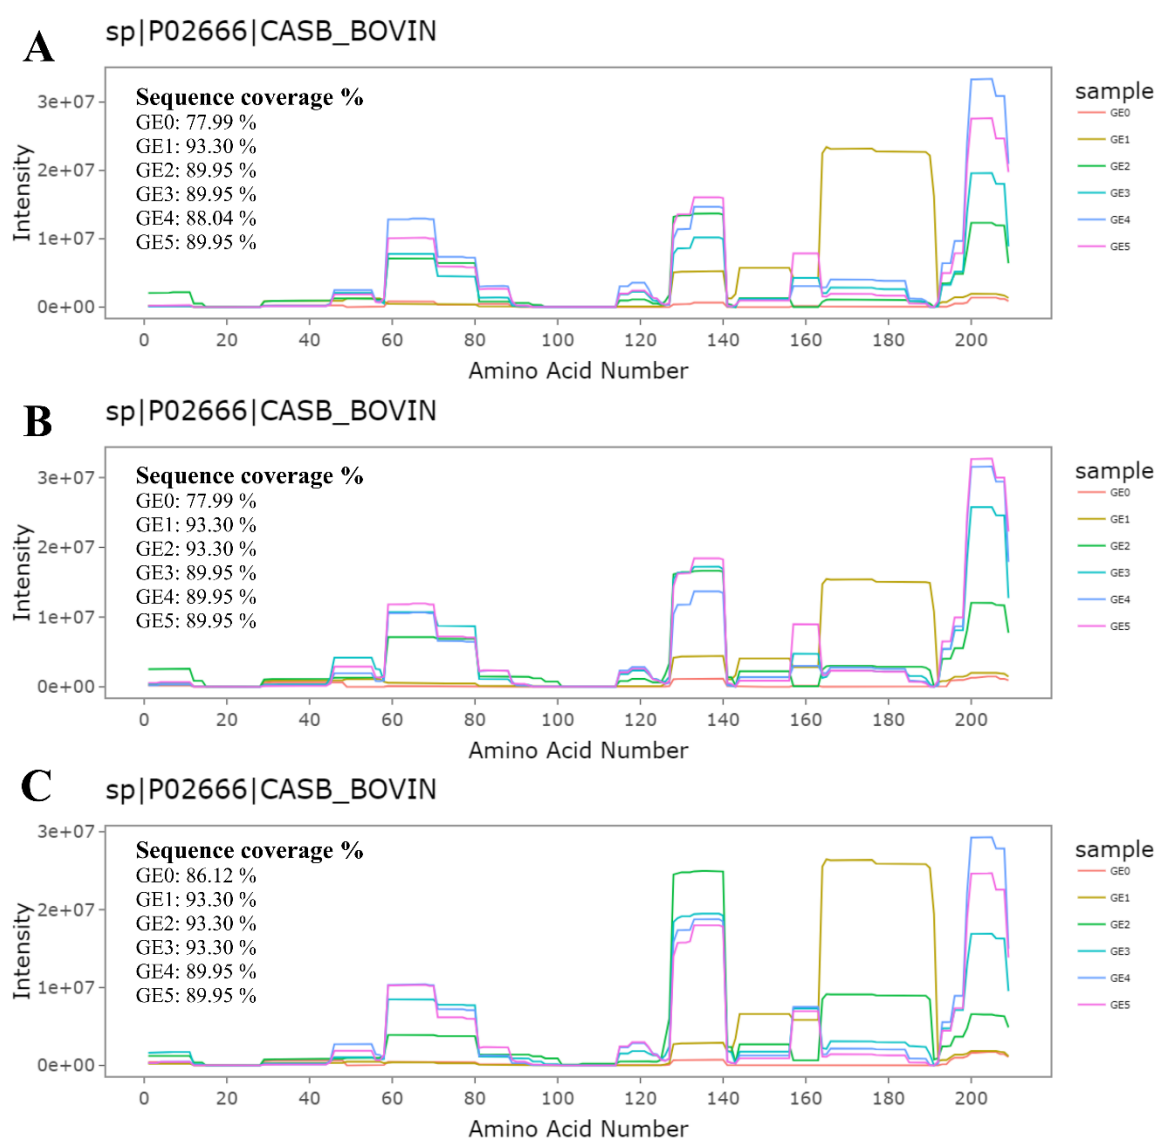 A
sp|P02666|CASB_BOVIN
Sequence coverage %
GE0: 77.99 %
GE1: 93.30 %
GE2: 89.95 %
GE3: 89.95 %
GE4: 88.04 %
GE5: 89.95 %
3e+07
2e+07
1e+07
0e+00
Intensity
0 20 40 60 80 100 120 140 160 180 200
Amino Acid Number
sample
GE0
GE1
GE2
GE3
GE4
GE5
B
sp|P02666|CASB_BOVIN
Sequence coverage %
GE0: 77.99 %
GE1: 93.30 %
GE2: 93.30 %
GE3: 89.95 %
GE4: 89.95 %
GE5: 89.95 %
3e+07
2e+07
1e+07
0e+00
Intensity
0 20 40 60 80 100 120 140 160 180 200
Amino Acid Number
sample
GE0
GE1
GE2
GE3
GE4
GE5
C
sp|P02666|CASB_BOVIN
Sequence coverage %
GE0: 86.12 %
GE1: 93.30 %
GE2: 93.30 %
GE3: 93.30 %
GE4: 89.95 %
GE5: 89.95 %
3e+07
2e+07
1e+07
0e+00
Intensity
0 20 40 60 80 100 120 140 160 180 200
Amino Acid Number
sample
GE0
GE1
GE2
GE3
GE4
GE5